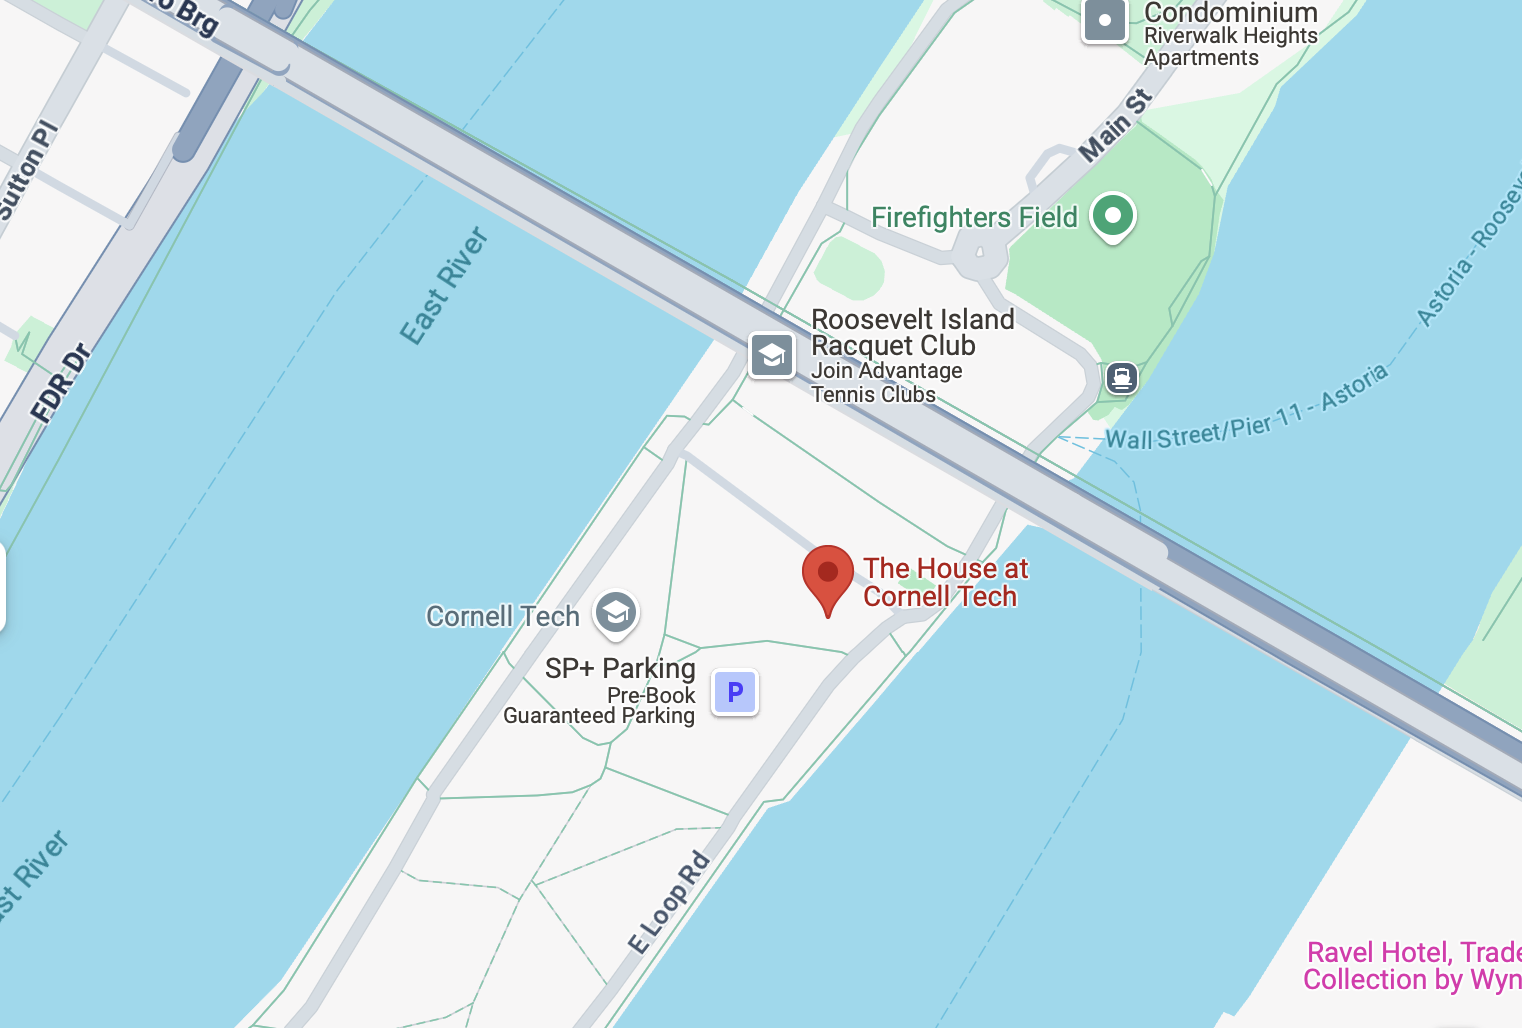 Brg
Condominium
Riverwalk Heights
Apartments
Sutton Pl
Main St
Firefighters Field
East River
Astoria - Roosev
Roosevelt Island
Racquet Club
Join Advantage
Tennis Clubs
FDR Dr
Wall Street/Pier 11 - Astoria
The House at
Cornell Tech
Cornell Tech
SP+ Parking
Pre-Book
Guaranteed Parking
P
st River
E Loop Rd
Ravel Hotel, Trade
Collection by Wyn